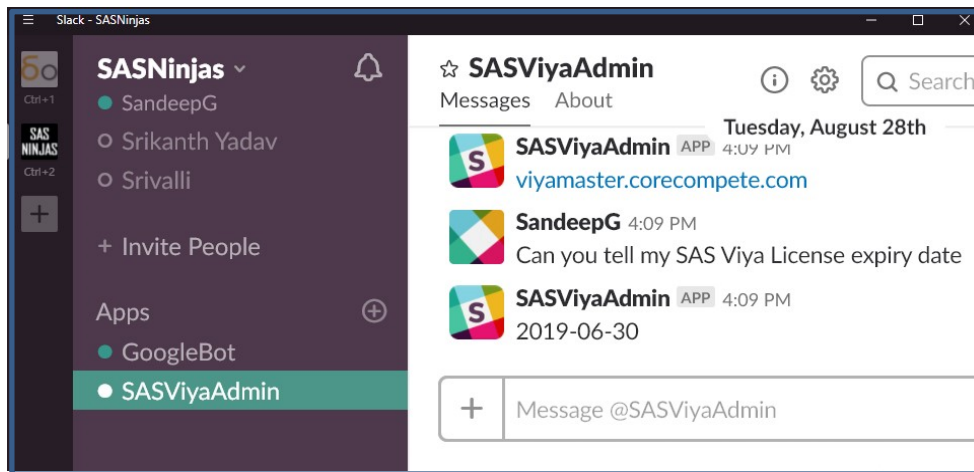 Slack - SASNinjas
δo
Ctrl+1
SAS
NINJAS
Ctrl+2
SASNinjas
SandeepG
Srikanth Yadav
Srivalli
+ Invite People
Apps
GoogleBot
SASViyaAdmin
SASViyaAdmin
Messages About
Search
Tuesday, August 28th
SASViyaAdmin APP 4:09 PM
viyamaster.corecompete.com
SandeepG 4:09 PM
Can you tell my SAS Viya License expiry date
SASViyaAdmin APP 4:09 PM
2019-06-30
Message @SASViyaAdmin